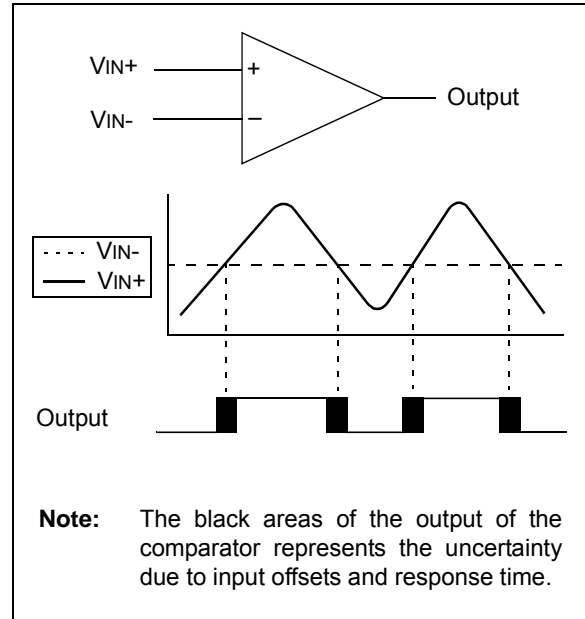 VIN+
+
Output
VIN-
–
VIN-
VIN+
Output
Note: The black areas of the output of the
comparator represents the uncertainty
due to input offsets and response time.